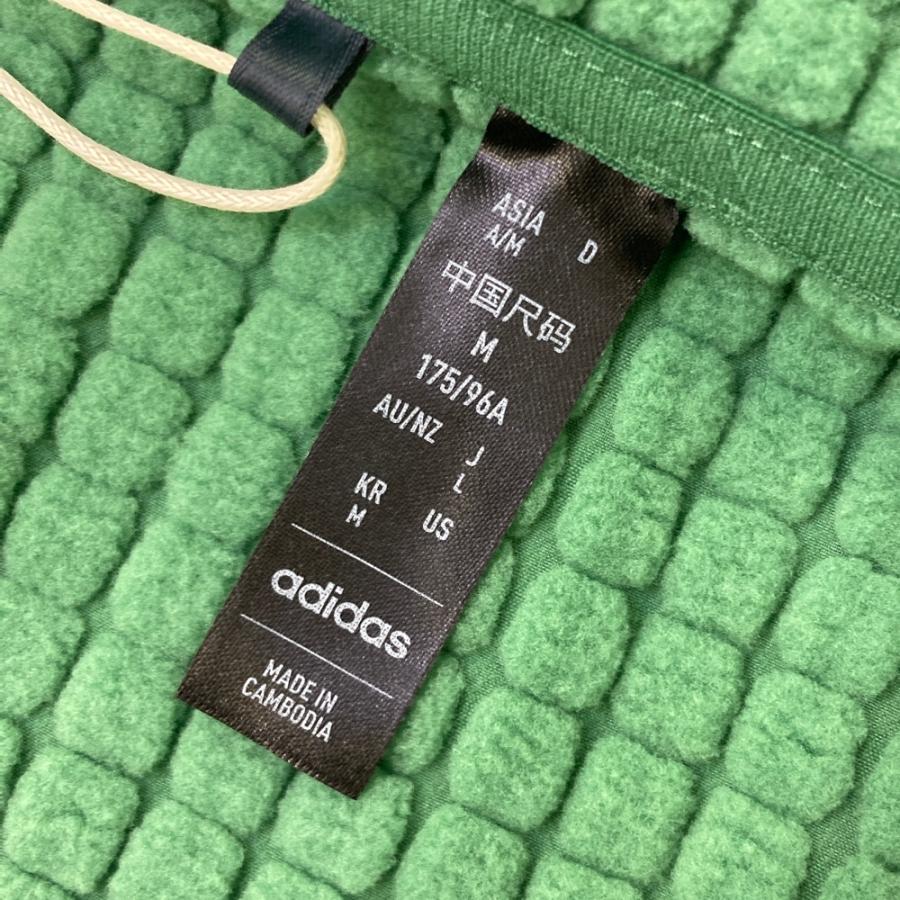 ASIA
A/M
D
中国尺码
M
175/96A
AU/NZ
J
L
KR
M
US
adidas
MADE IN
CAMBODIA